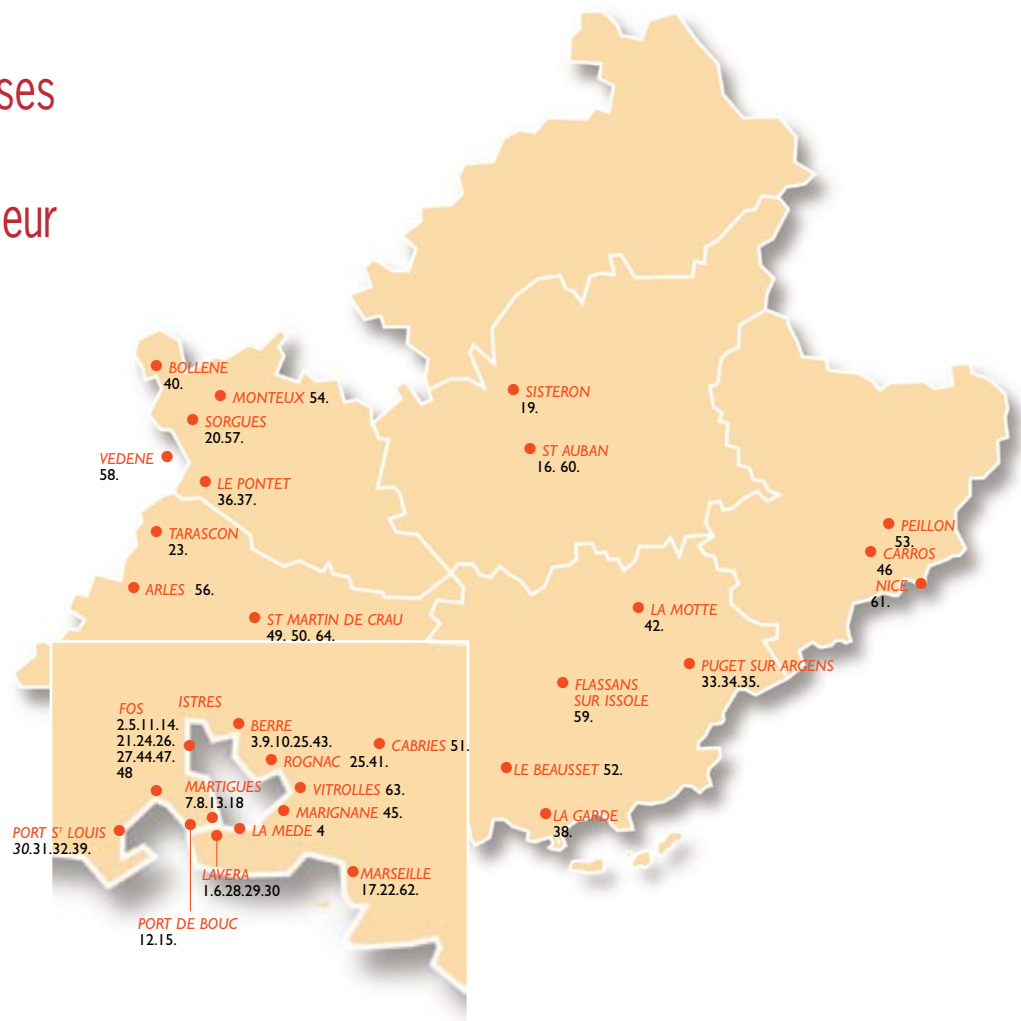 ses
eur
BOLLENE
40.
MONTEUX 54.
SORGUES
20.57.
VEDENE
58.
LE PONTET
36.37.
TARASCON
23.
ARLES 56.
ST MARTIN DE CRAU
49. 50. 64.
SISTERON
19.
ST AUBAN
16. 60.
PEILLON
53.
CARROS
46
NICE
61.
LA MOTTE
42.
PUGET SUR ARGENS
33.34.35.
FLASSANS
SUR ISSOLE
59.
LE BEAUSSET 52.
LA GARDE
38.
ISTRES
FOS
2.5.11.14.
21.24.26.
27.44.47.
48
BERRE
3.9.10.25.43.
CABRIES 51.
ROGNAC 25.41.
MARTIGUES
7.8.13.18
VITROLLES 63.
MARIGNANE 45.
LA MEDE 4
PORT St LOUIS
30.31.32.39.
LAVERA
1.6.28.29.30
MARSEILLE
17.22.62.
PORT DE BOUC
12.15.